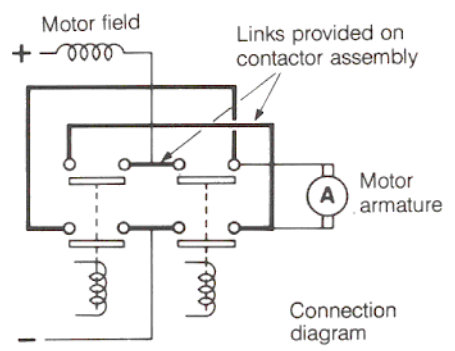 Motor field
Links provided on
contactor assembly
+
A
Motor
armature
Connection
diagram
−